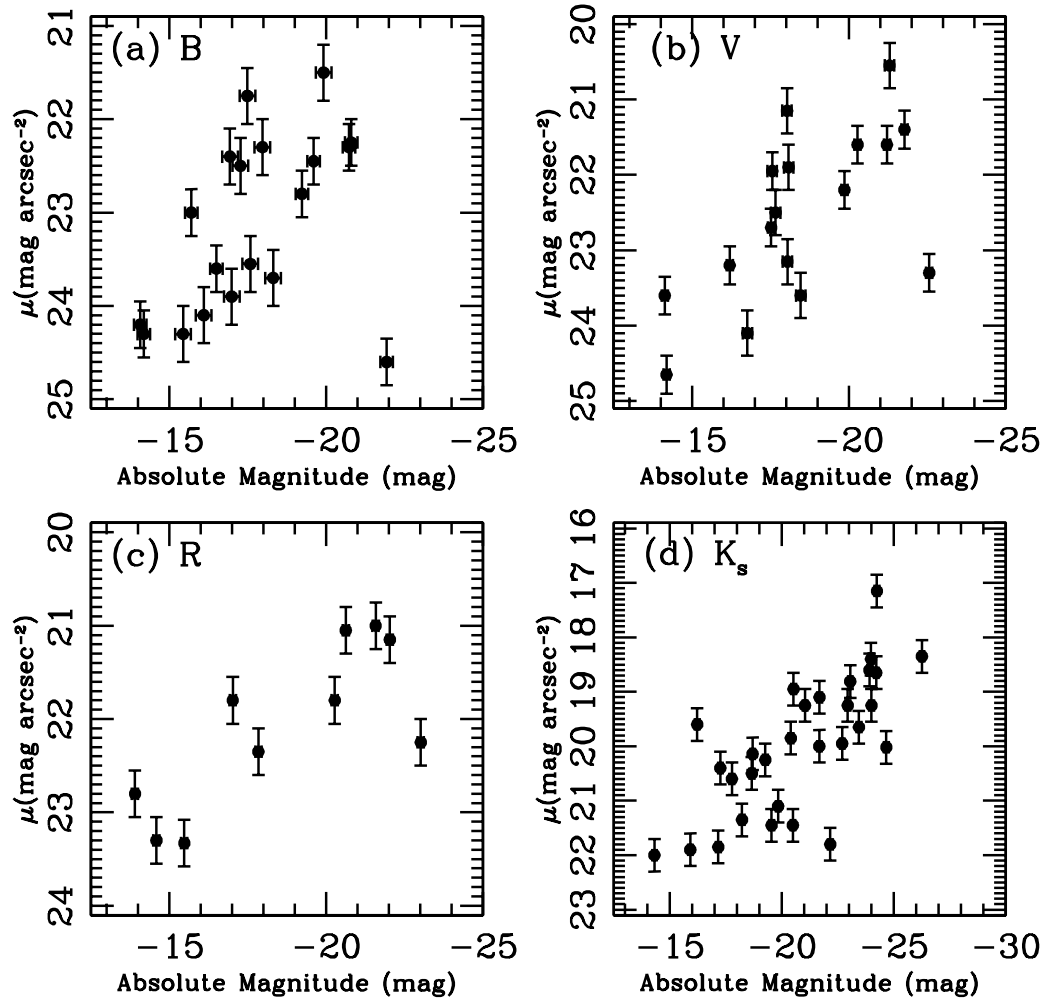 (a) B
21
22
23
24
25
μ(mag arcsec⁻²)
−15 −20 −25
Absolute Magnitude (mag)
(b) V
20
21
22
23
24
25
μ(mag arcsec⁻²)
−15 −20 −25
Absolute Magnitude (mag)
(c) R
20
21
22
23
24
μ(mag arcsec⁻²)
−15 −20 −25
Absolute Magnitude (mag)
(d) Kₛ
16
17
18
19
20
21
22
23
μ(mag arcsec⁻²)
−15 −20 −25 −30
Absolute Magnitude (mag)